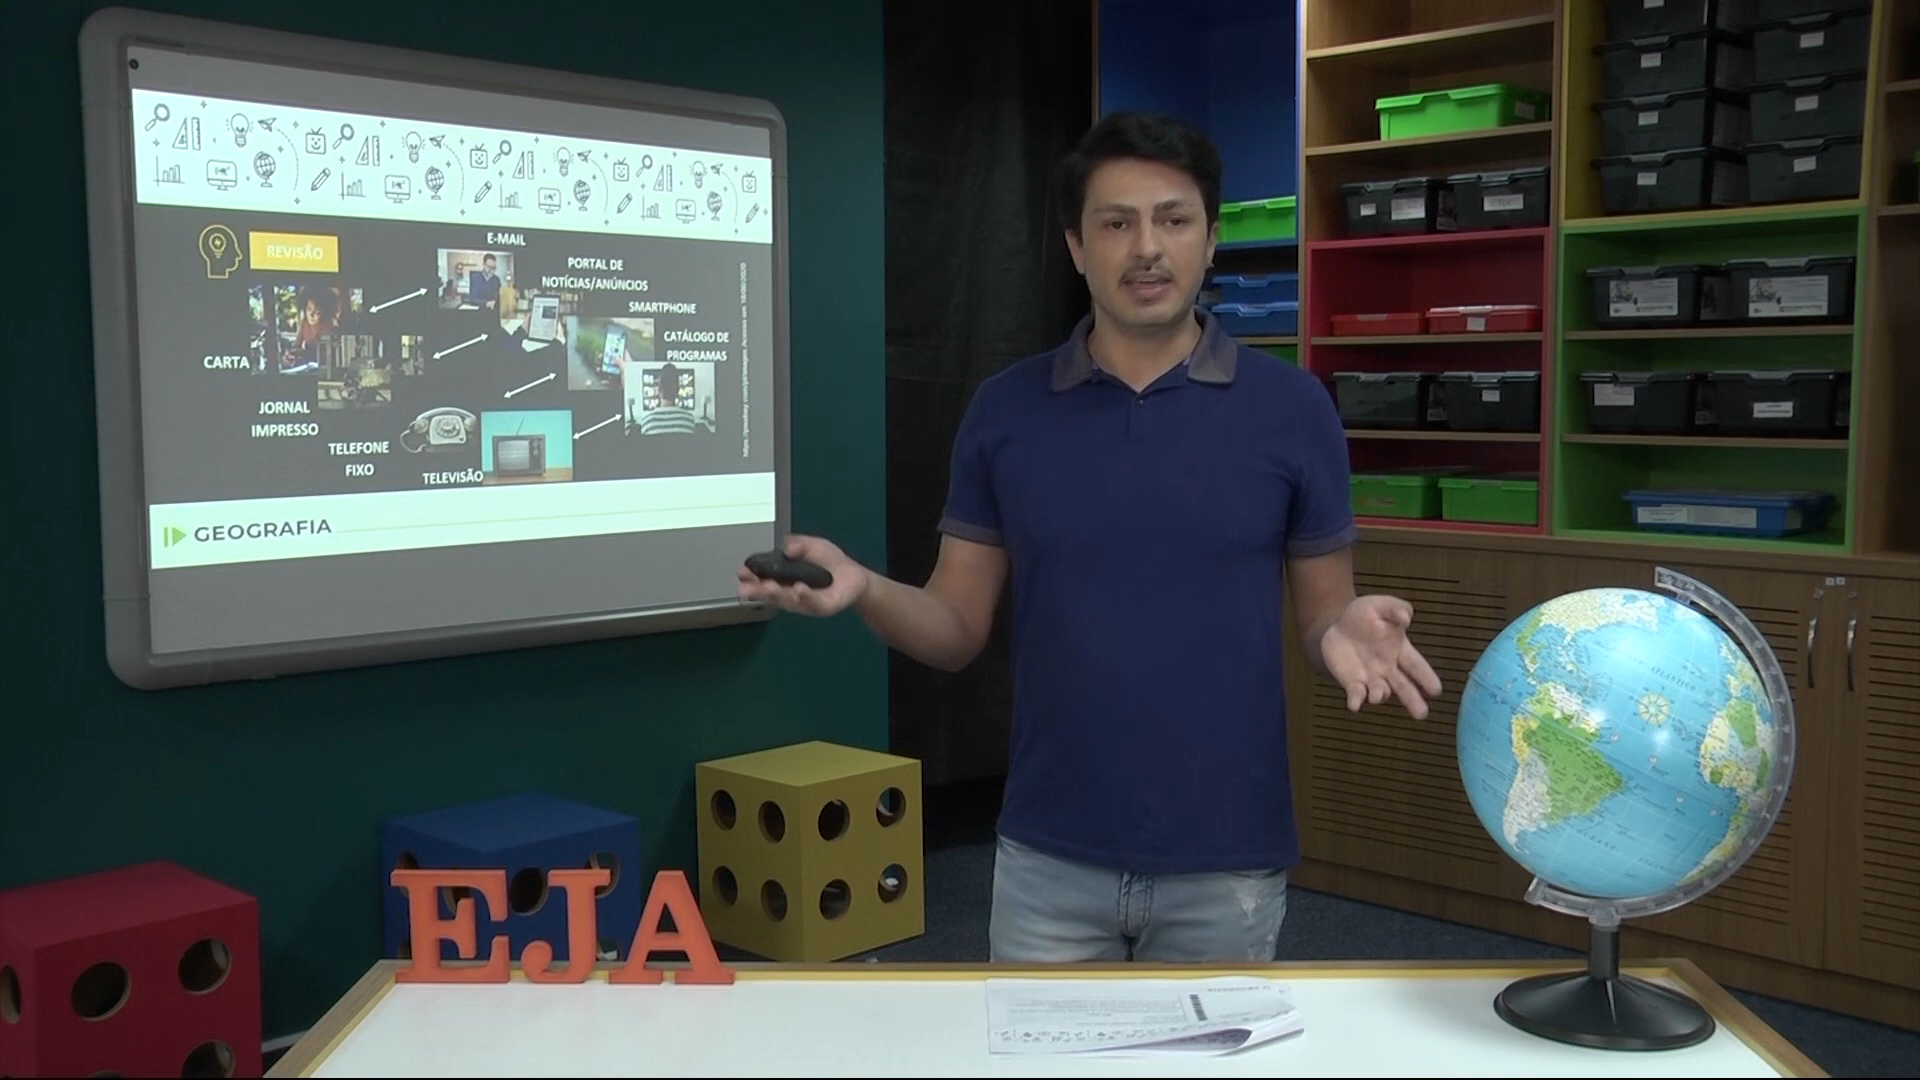 REVISÃO
E-MAIL
PORTAL DE
NOTÍCIAS/ANÚNCIOS
SMARTPHONE
CATÁLOGO DE
PROGRAMAS
CARTA
JORNAL
IMPRESSO
TELEFONE
FIXO
TELEVISÃO
GEOGRAFIA
EJA